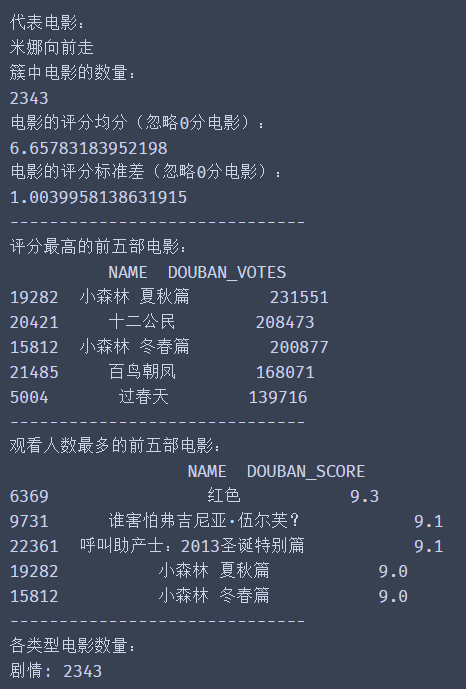 代表电影：
米娜向前走
簇中电影的数量：
2343
电影的评分均分（忽略0分电影）：
6.65783183952198
电影的评分标准差（忽略0分电影）：
1.0039958138631915
------------------------------
评分最高的前五部电影：
NAME DOUBAN_VOTES
19282 小森林 夏秋篇 231551
20421 十二公民 208473
15812 小森林 冬春篇 200877
21485 百鸟朝凤 168071
5004 过春天 139716
------------------------------
观看人数最多的前五部电影：
NAME DOUBAN_SCORE
6369 红色 9.3
9731 谁害怕弗吉尼亚·伍尔芙？ 9.1
22361 呼叫助产士：2013圣诞特别篇 9.1
19282 小森林 夏秋篇 9.0
15812 小森林 冬春篇 9.0
------------------------------
各类型电影数量：
剧情: 2343